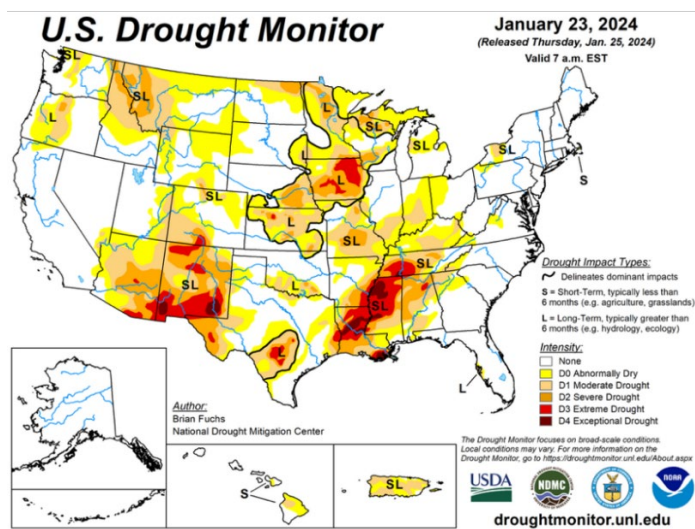 U.S. Drought Monitor
January 23, 2024
(Released Thursday, Jan. 25, 2024)
Valid 7 a.m. EST
SL
SL
L
L
SL
SL
SL
S
L
L
SL
L
SL
SL
SL
L
SL
L
L
Drought Impact Types:
Delineates dominant impacts
S = Short-Term, typically less than
6 months (e.g. agriculture, grasslands)
L = Long-Term, typically greater than
6 months (e.g. hydrology, ecology)
Intensity:
None
D0 Abnormally Dry
D1 Moderate Drought
D2 Severe Drought
D3 Extreme Drought
D4 Exceptional Drought
Author:
Brian Fuchs
National Drought Mitigation Center
S
SL
The Drought Monitor focuses on broad-scale conditions.
Local conditions may vary. For more information on the
Drought Monitor, go to https://droughtmonitor.unl.edu/About.aspx
USDA
NDMC
NOAA
droughtmonitor.unl.edu